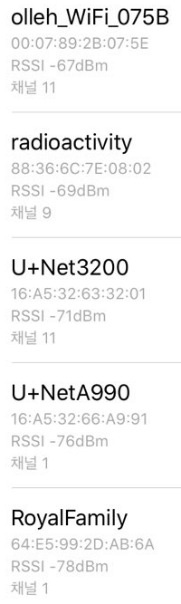 olleh_WiFi_075B
00:07:89:2B:07:5E
RSSI -67dBm
채널 11
radioactivity
88:36:6C:7E:08:02
RSSI -69dBm
채널 9
U+Net3200
16:A5:32:63:32:01
RSSI -71dBm
채널 11
U+NetA990
16:A5:32:66:A9:91
RSSI -76dBm
채널 1
RoyalFamily
64:E5:99:2D:AB:6A
RSSI -78dBm
채널 1